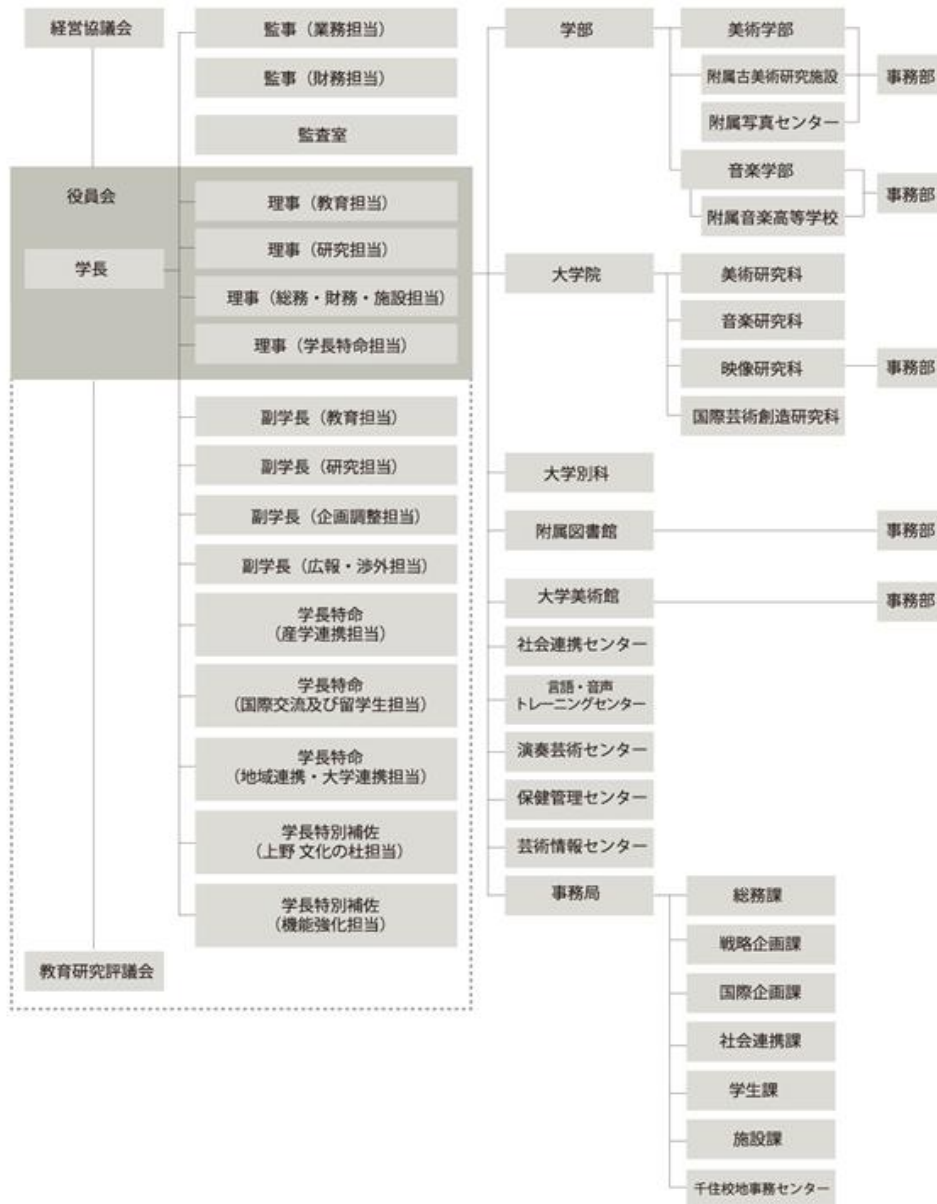 経営協議会
役員会
学長
教育研究評議会
監事（業務担当）
監事（財務担当）
監査室
理事（教育担当）
理事（研究担当）
理事（総務・財務・施設担当）
理事（学長特命担当）
副学長（教育担当）
副学長（研究担当）
副学長（企画調整担当）
副学長（広報・渉外担当）
学長特命
（産学連携担当）
学長特命
（国際交流及び留学生担当）
学長特命
（地域連携・大学連携担当）
学長特別補佐
（上野 文化の杜担当）
学長特別補佐
（機能強化担当）
学部
美術学部
附属古美術研究施設
附属写真センター
事務部
音楽学部
附属音楽高等学校
事務部
大学院
美術研究科
音楽研究科
映像研究科
事務部
国際芸術創造研究科
大学別科
附属図書館
事務部
大学美術館
事務部
社会連携センター
言語・音声
トレーニングセンター
演奏芸術センター
保健管理センター
芸術情報センター
事務局
総務課
戦略企画課
国際企画課
社会連携課
学生課
施設課
千住校地事務センター